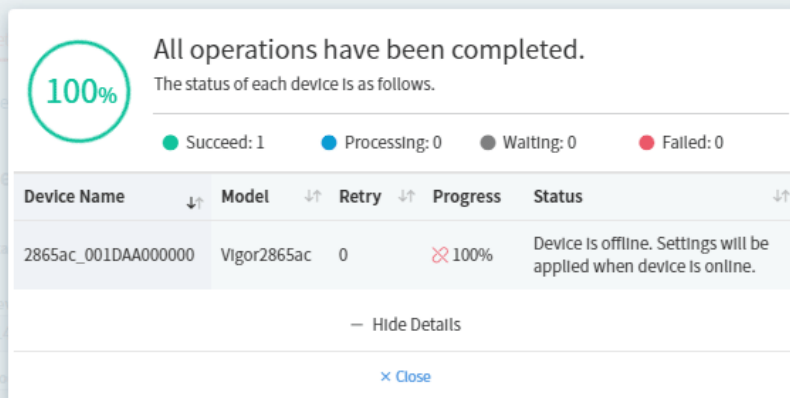 All operations have been completed.
100%
The status of each device is as follows.
Succeed: 1 Processing: 0 Waiting: 0 Failed: 0
Device Name Model Retry Progress Status
2865ac_001DAA000000 Vigor2865ac 0 100% Device is offline. Settings will be
applied when device is online.
— Hide Details
× Close